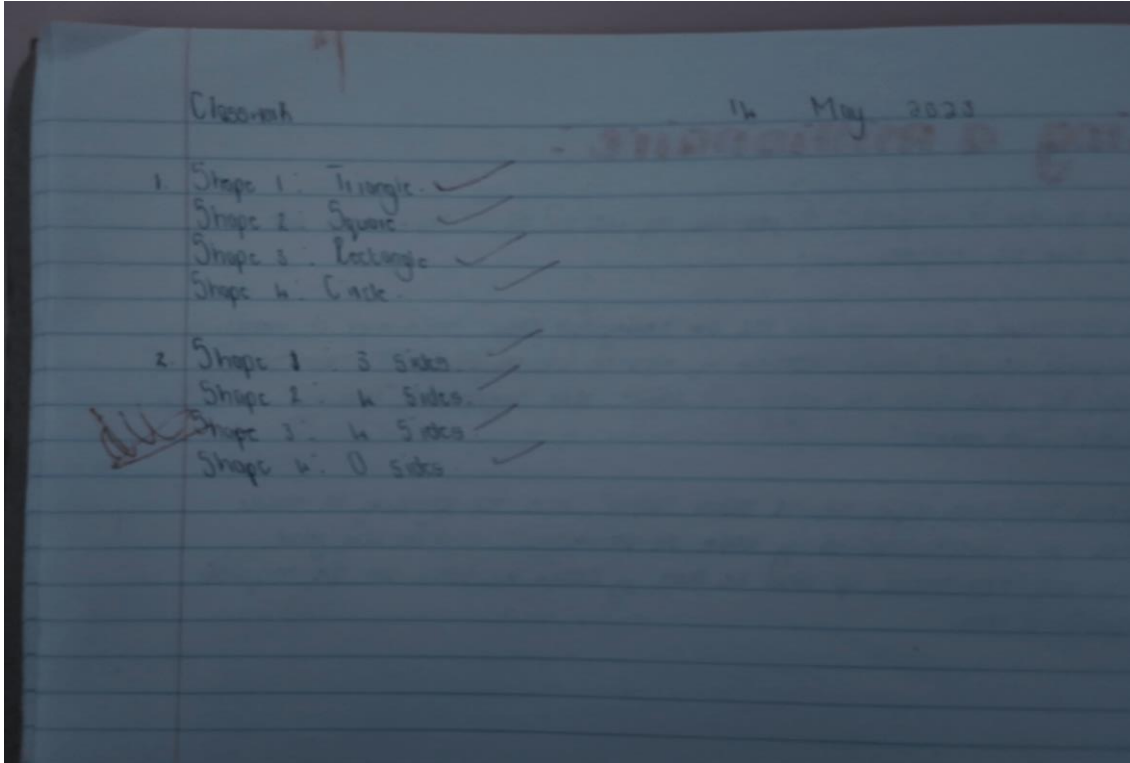 Classwork 14 May 2023
1. Shape 1: Triangle.
Shape 2: Square
Shape 3: Rectangle
Shape 4: Circle.
2. Shape 1: 3 sides
Shape 2: 4 Sides.
Shape 3: 4 Sides
Shape 4: 0 sides